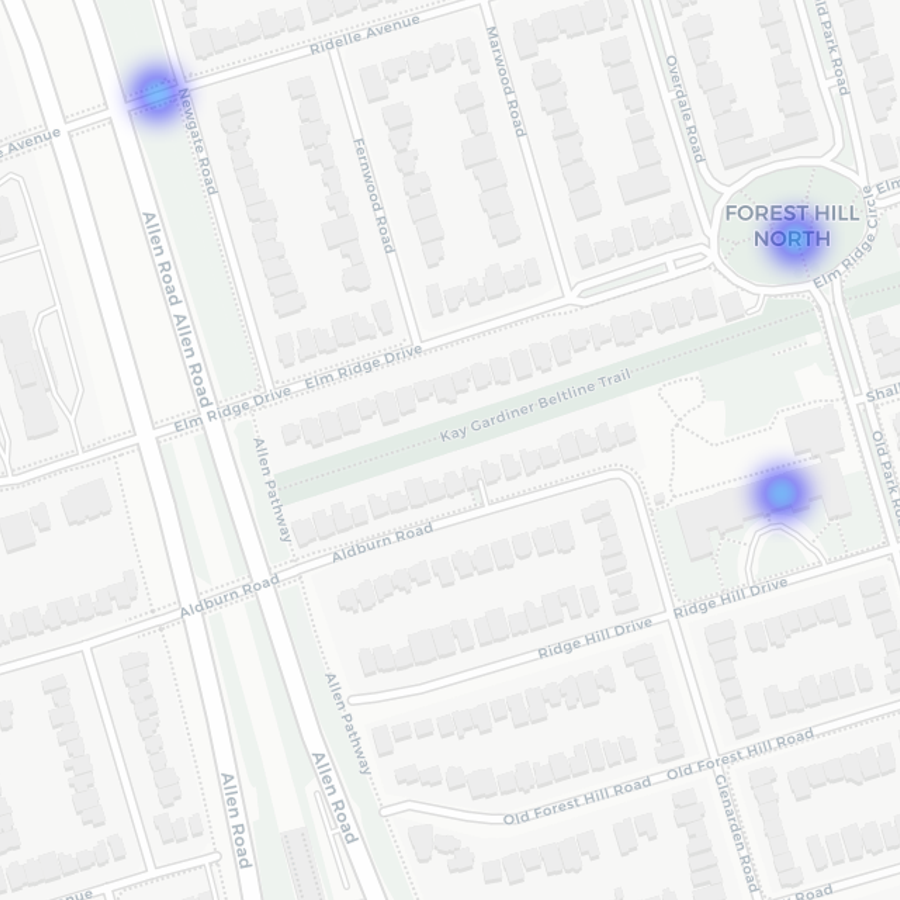 Ridelle Avenue
Marwood Road
Overdale Road
Old Park Road
Avenue
Newgate Road
Fernwood Road
Elm
FOREST HILL
NORTH
Elm Ridge Circle
Allen Road
Allen Road
Elm Ridge Drive
Elm Ridge Drive
Kay Gardiner Beltline Trail
Allen Pathway
Old Park
Aldburn Road
Aldburn Road
Ridge Hill Drive
Ridge Hill Drive
Allen Pathway
Allen Road
Allen Road
Old Forest Hill Road
Old Forest Hill Road
Glenarden Road
Road